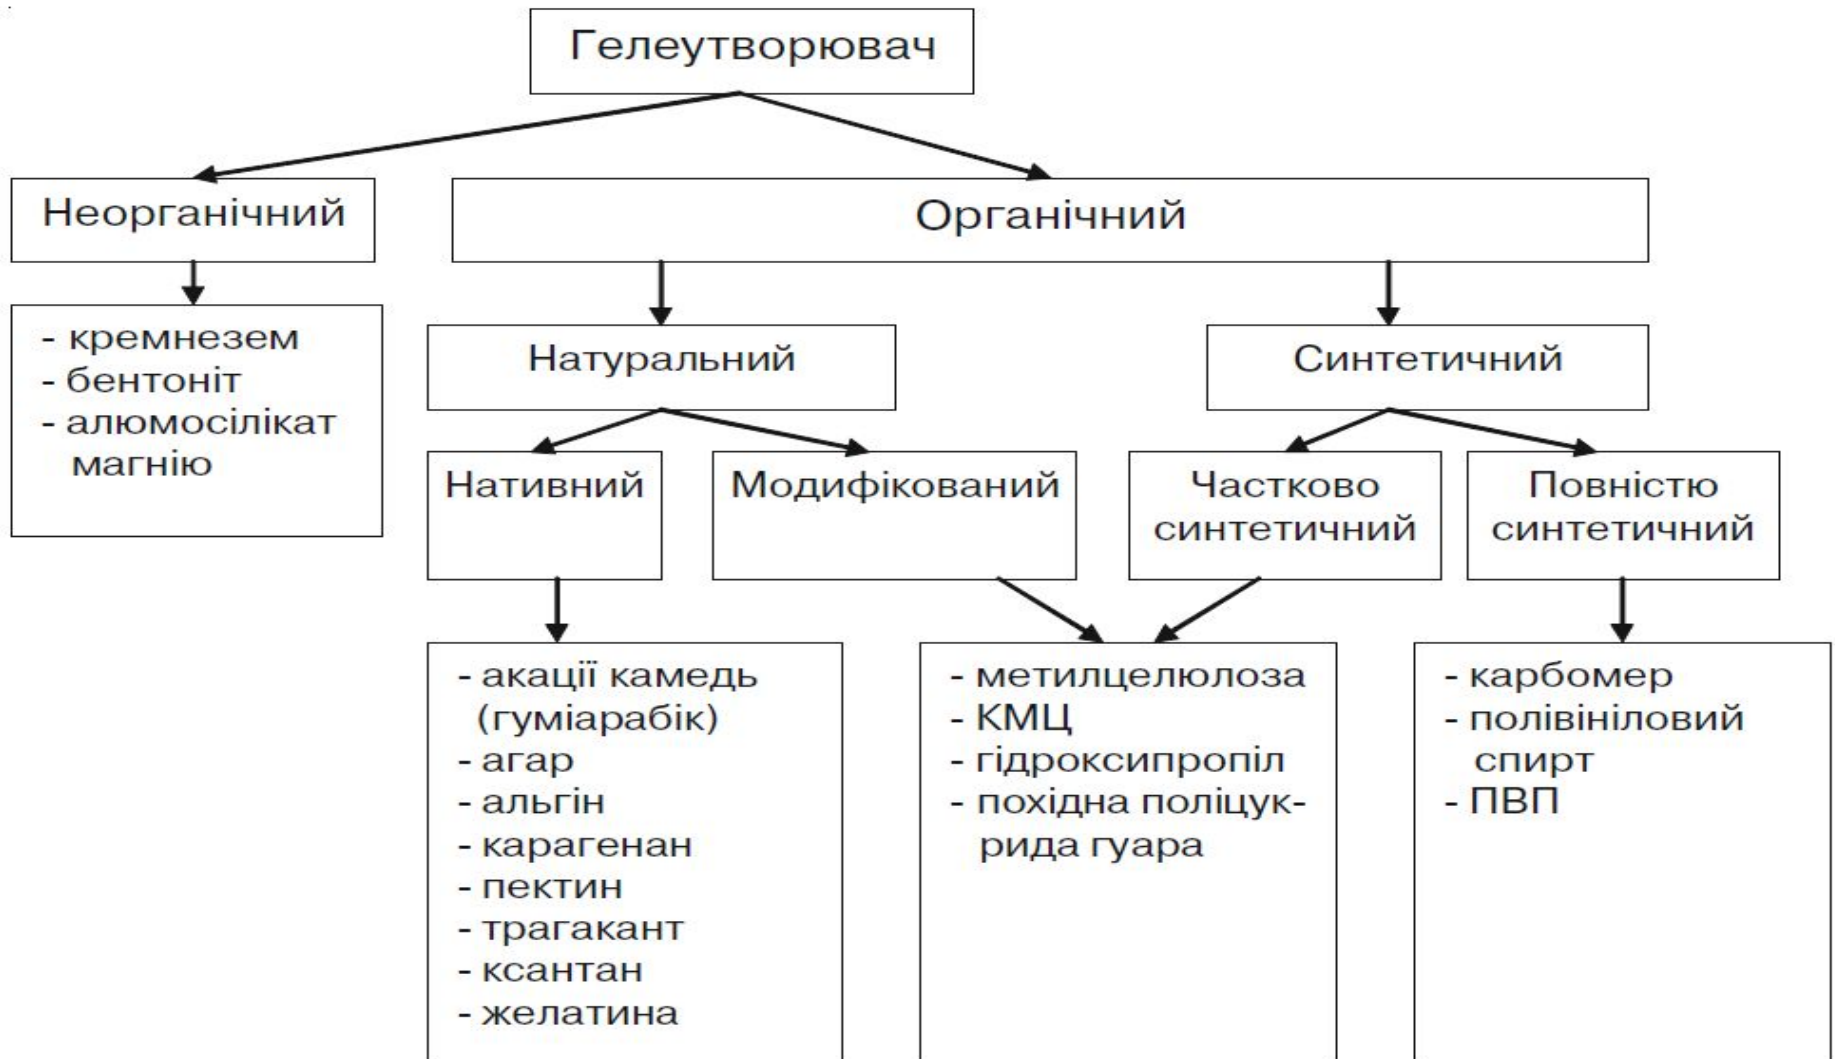 Гелеутворювач
Неорганічний
Органічний
- кремнезем
- бентоніт
- алюмосілікат
магнію
Натуральний
Синтетичний
Нативний
Модифікований
Частково
синтетичний
Повністю
синтетичний
- акації камедь
(гуміарабік)
- агар
- альгін
- карагенан
- пектин
- трагакант
- ксантан
- желатина
- метилцелюлоза
- КМЦ
- гідроксипропіл
- похідна поліцук-
рида гуара
- карбомер
- полівініловий
спирт
- ПВП